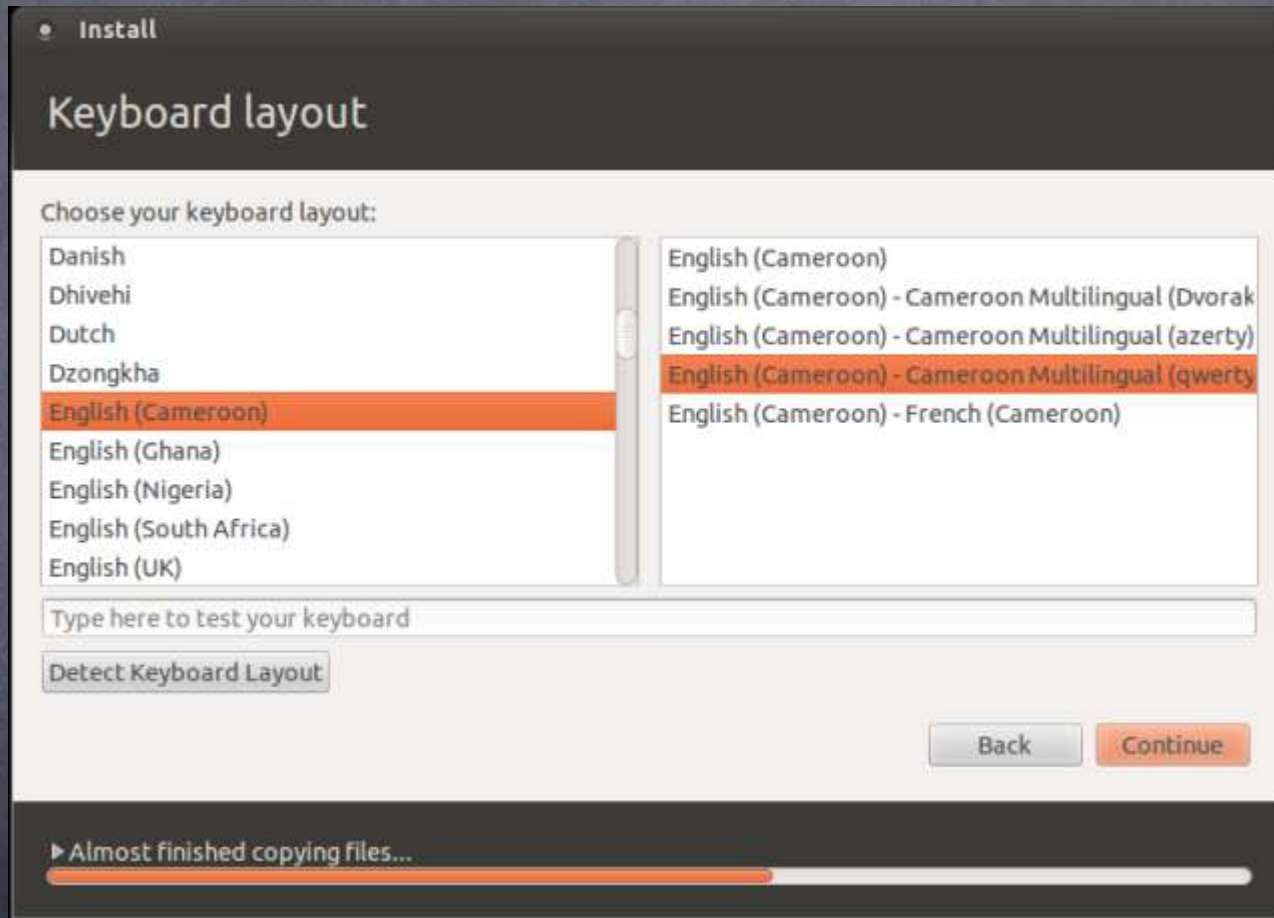 Install
Keyboard layout
Choose your keyboard layout:
Danish
Dhivehi
Dutch
Dzongkha
English (Cameroon)
English (Ghana)
English (Nigeria)
English (South Africa)
English (UK)
English (Cameroon)
English (Cameroon) - Cameroon Multilingual (Dvorak
English (Cameroon) - Cameroon Multilingual (azerty)
English (Cameroon) - Cameroon Multilingual (qwerty
English (Cameroon) - French (Cameroon)
Type here to test your keyboard
Detect Keyboard Layout
Back Continue
Almost finished copying files...